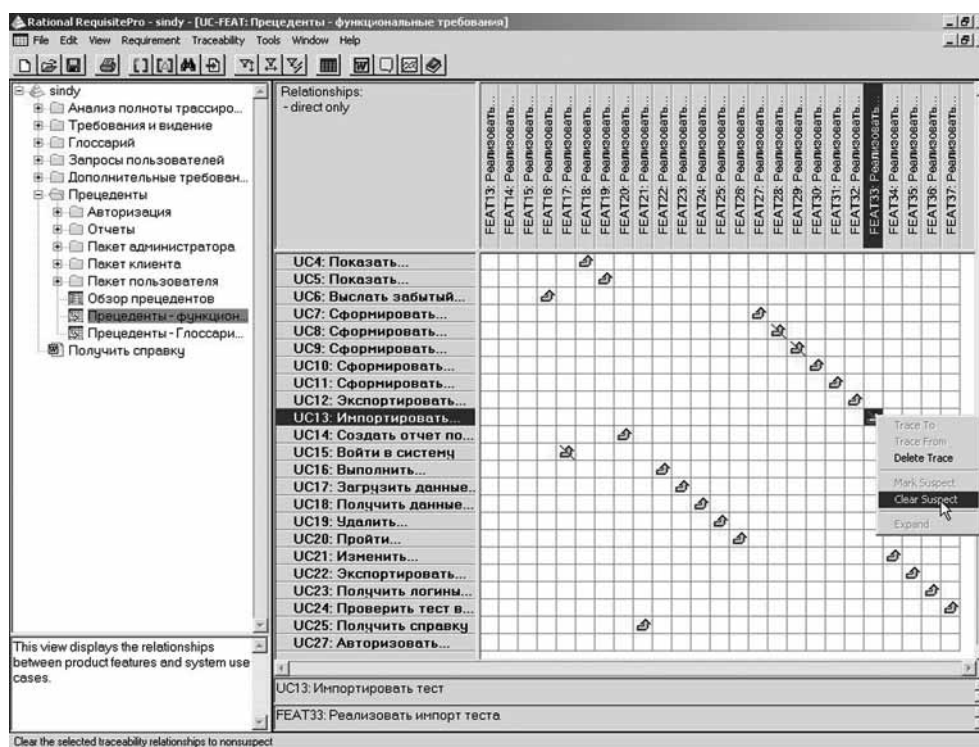 Rational RequisitePro - sindy - [UC-FEAT: Прецеденты - функциональные требования]
File Edit View Requirement Traceability Tools Window Help
sindy
Анализ полноты трассиро...
Требования и видение
Глоссарий
Запросы пользователей
Дополнительные требован...
Прецеденты
Авторизация
Отчеты
Пакет администратора
Пакет клиента
Пакет пользователя
Обзор прецедентов
Прецеденты - функцион...
Прецеденты - Глоссари...
Получить справку
This view displays the relationships
between product features and system use
cases.
Relationships:
- direct only
FEAT13: Реализовать...
FEAT14: Реализовать...
FEAT15: Реализовать...
FEAT16: Реализовать...
FEAT17: Реализовать...
FEAT18: Реализовать...
FEAT19: Реализовать...
FEAT20: Реализовать...
FEAT21: Реализовать...
FEAT22: Реализовать...
FEAT23: Реализовать...
FEAT24: Реализовать...
FEAT25: Реализовать...
FEAT26: Реализовать...
FEAT27: Реализовать...
FEAT28: Реализовать...
FEAT29: Реализовать...
FEAT30: Реализовать...
FEAT31: Реализовать...
FEAT32: Реализовать...
FEAT33: Реализовать...
FEAT34: Реализовать...
FEAT35: Реализовать...
FEAT36: Реализовать...
FEAT37: Реализовать...
UC4: Показать...
UC5: Показать...
UC6: Выслать забытый...
UC7: Сформировать...
UC8: Сформировать...
UC9: Сформировать...
UC10: Сформировать...
UC11: Сформировать...
UC12: Экспортировать...
UC13: Импортировать...
UC14: Создать отчет по...
UC15: Войти в систему
UC16: Выполнить...
UC17: Загрузить данные...
UC18: Получить данные...
UC19: Удалить...
UC20: Пройти...
UC21: Изменить...
UC22: Экспортировать...
UC23: Получить логины...
UC24: Проверить тест в...
UC25: Получить справку
UC27: Авторизовать...
Trace To
Trace From
Delete Trace
Mark Suspect
Clear Suspect
Expand
UC13: Импортировать тест
FEAT33: Реализовать импорт теста
Clear the selected traceability relationships to nonsuspect